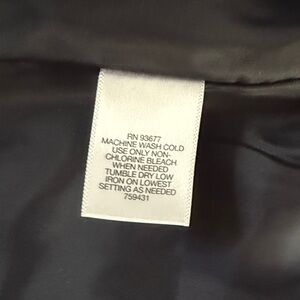 RN 93677
MACHINE WASH COLD
USE ONLY NON-
CHLORINE BLEACH
WHEN NEEDED
TUMBLE DRY LOW
IRON ON LOWEST
SETTING AS NEEDED
759431